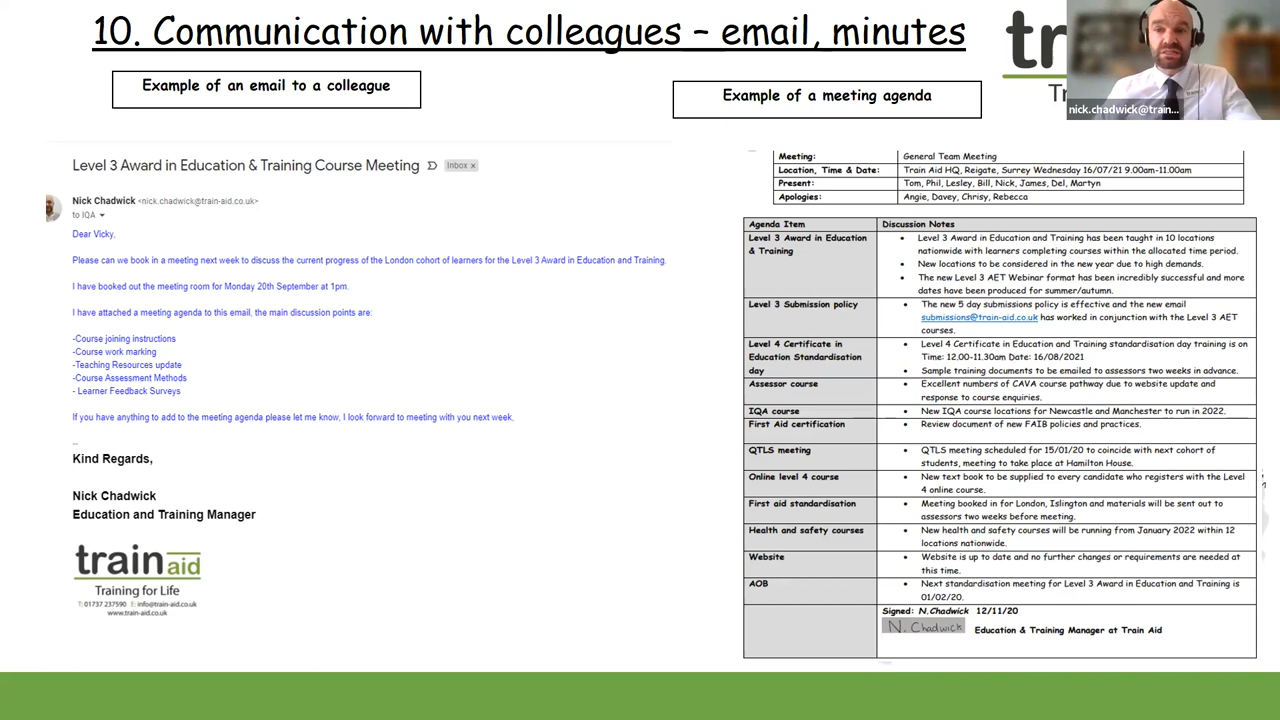 10. Communication with colleagues – email, minutes
Example of an email to a colleague
Example of a meeting agenda
nick.chadwick@train...
Level 3 Award in Education & Training Course Meeting
Inbox x
Nick Chadwick <nick.chadwick@train-aid.co.uk>
to IQA
Dear Vicky,
Please can we book in a meeting next week to discuss the current progress of the London cohort of learners for the Level 3 Award in Education and Training.
I have booked out the meeting room for Monday 20th September at 1pm.
I have attached a meeting agenda to this email, the main discussion points are:
-Course joining instructions
-Course work marking
-Teaching Resources update
-Course Assessment Methods
- Learner Feedback Surveys
If you have anything to add to the meeting agenda please let me know, I look forward to meeting with you next week,
--
Kind Regards,
Nick Chadwick
Education and Training Manager
train aid
Training for Life
T: 01737 237590 E: info@train-aid.co.uk
www.train-aid.co.uk
Meeting: General Team Meeting
Location, Time & Date: Train Aid HQ, Reigate, Surrey Wednesday 16/07/21 9.00am-11.00am
Present: Tom, Phil, Lesley, Bill, Nick, James, Del, Martyn
Apologies: Angie, Davey, Chrisy, Rebecca
Agenda Item Discussion Notes
Level 3 Award in Education
& Training
• Level 3 Award in Education and Training has been taught in 10 locations
nationwide with learners completing courses within the allocated time period.
• New locations to be considered in the new year due to high demands.
• The new Level 3 AET Webinar format has been incredibly successful and more
dates have been produced for summer/autumn.
Level 3 Submission policy
• The new 5 day submissions policy is effective and the new email
submissions@train-aid.co.uk has worked in conjunction with the Level 3 AET
courses.
Level 4 Certificate in
Education Standardisation
day
• Level 4 Certificate in Education and Training standardisation day training is on
Time: 12.00-11.30am Date: 16/08/2021
• Sample training documents to be emailed to assessors two weeks in advance.
Assessor course
• Excellent numbers of CAVA course pathway due to website update and
response to course enquiries.
IQA course
• New IQA course locations for Newcastle and Manchester to run in 2022.
First Aid certification
• Review document of new FAIB policies and practices.
QTLS meeting
• QTLS meeting scheduled for 15/01/20 to coincide with next cohort of
students, meeting to take place at Hamilton House.
Online level 4 course
• New text book to be supplied to every candidate who registers with the Level
4 online course.
First aid standardisation
• Meeting booked in for London, Islington and materials will be sent out to
assessors two weeks before meeting.
Health and safety courses
• New health and safety courses will be running from January 2022 within 12
locations nationwide.
Website
• Website is up to date and no further changes or requirements are needed at
this time.
AOB
• Next standardisation meeting for Level 3 Award in Education and Training is
01/02/20.
Signed: N.Chadwick 12/11/20
N. Chadwick Education & Training Manager at Train Aid